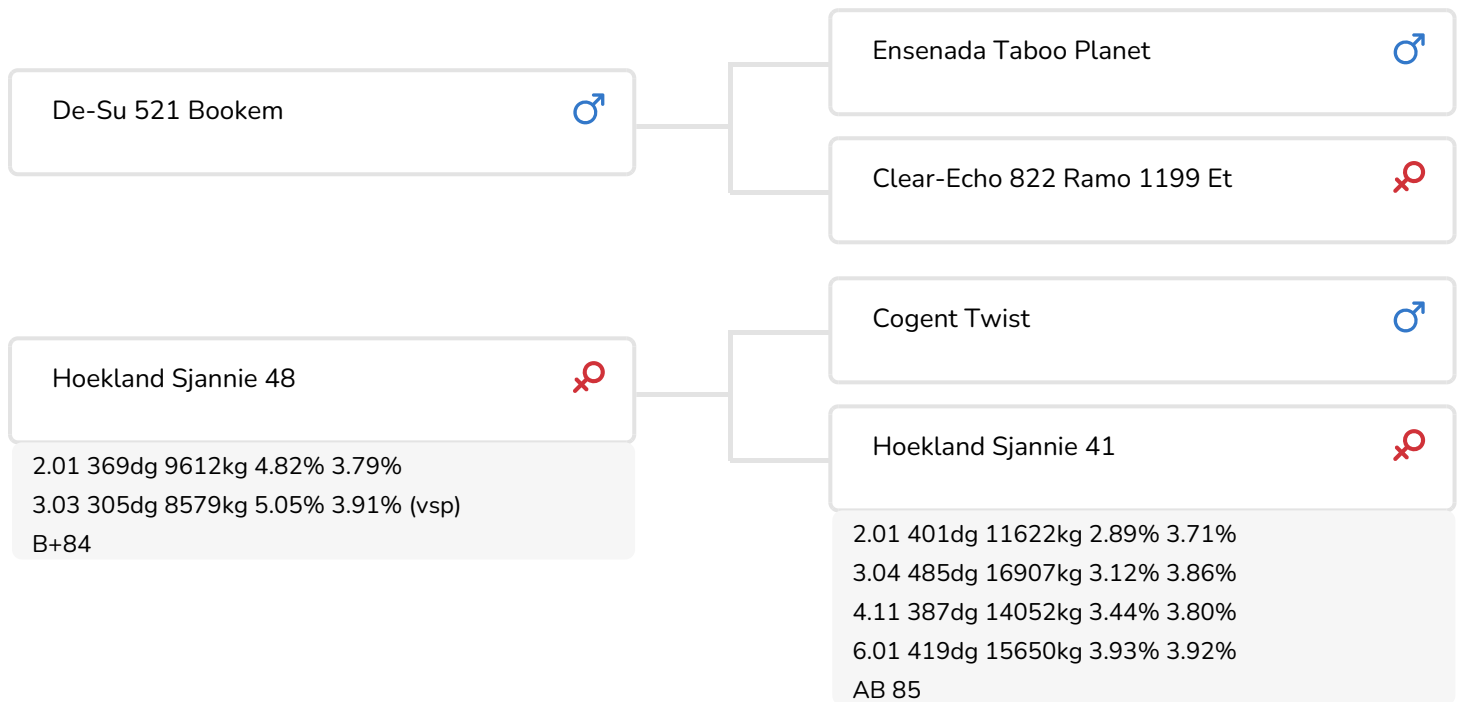 De-Su 521 Bookem
Ensenada Taboo Planet
Clear-Echo 822 Ramo 1199 Et
Hoekland Sjannie 48
2.01 369dg 9612kg 4.82% 3.79%
3.03 305dg 8579kg 5.05% 3.91% (vsp)
B+84
Cogent Twist
Hoekland Sjannie 41
2.01 401dg 11622kg 2.89% 3.71%
3.04 485dg 16907kg 3.12% 3.86%
4.11 387dg 14052kg 3.44% 3.80%
6.01 419dg 15650kg 3.93% 3.92%
AB 85